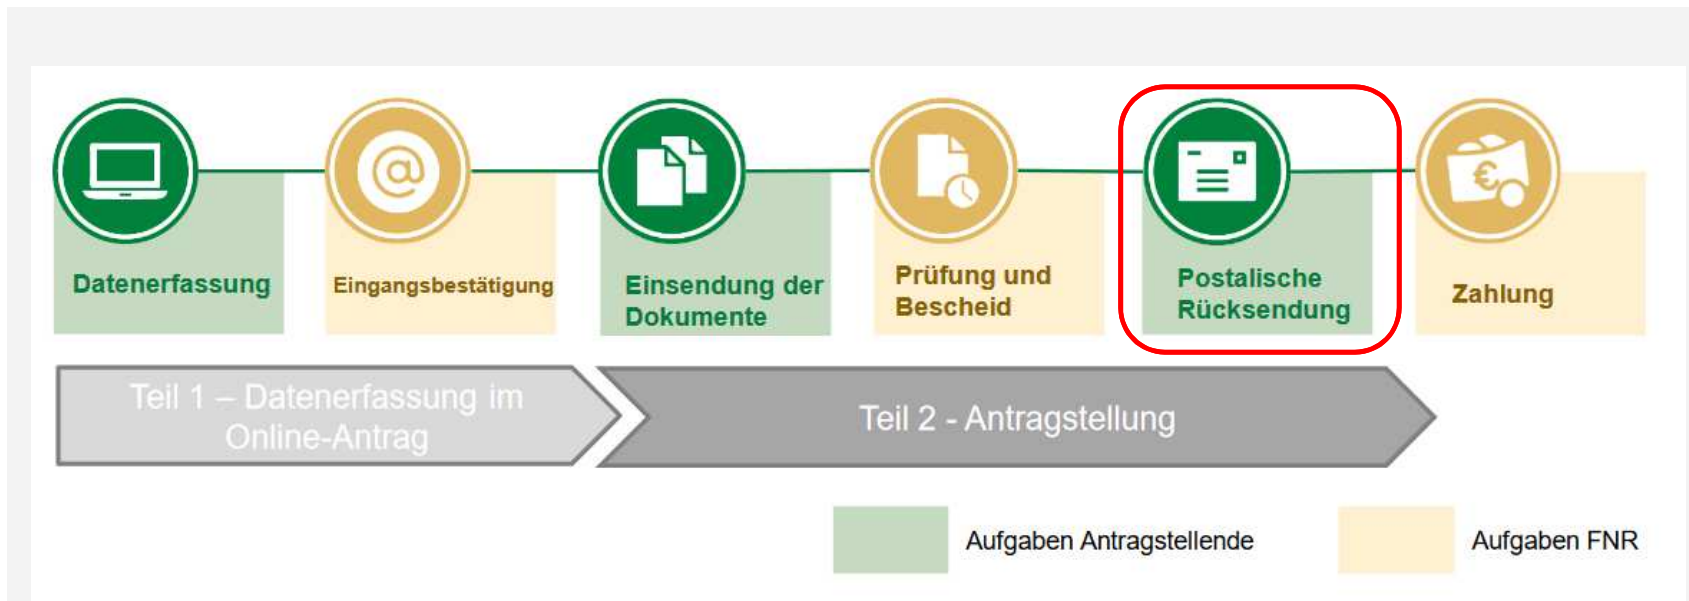 Datenerfassung
Eingangsbestätigung
Einsendung der
Dokumente
Prüfung und
Bescheid
Postalische
Rücksendung
Zahlung
Teil 1 – Datenerfassung im
Online-Antrag
Teil 2 - Antragstellung
Aufgaben Antragstellende
Aufgaben FNR